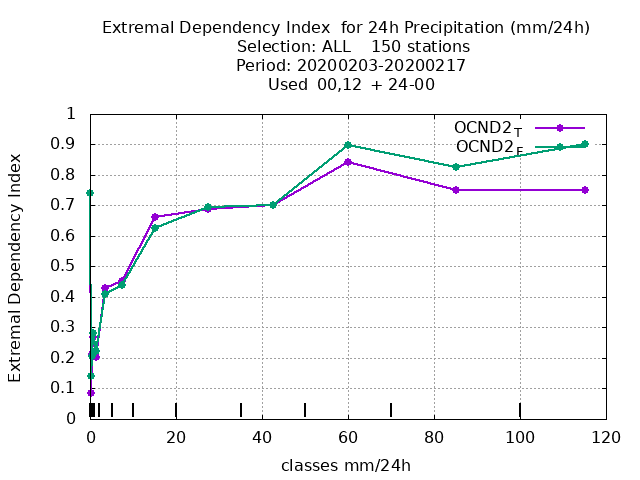 Extremal Dependency Index  for 24h Precipitation (mm/24h)
Selection: ALL    150 stations
Period: 20200203-20200217
Used  00,12  + 24-00
Extremal Dependency Index
1
0.9
0.8
0.7
0.6
0.5
0.4
0.3
0.2
0.1
0
OCND2T
OCND2F
0 20 40 60 80 100 120
classes mm/24h